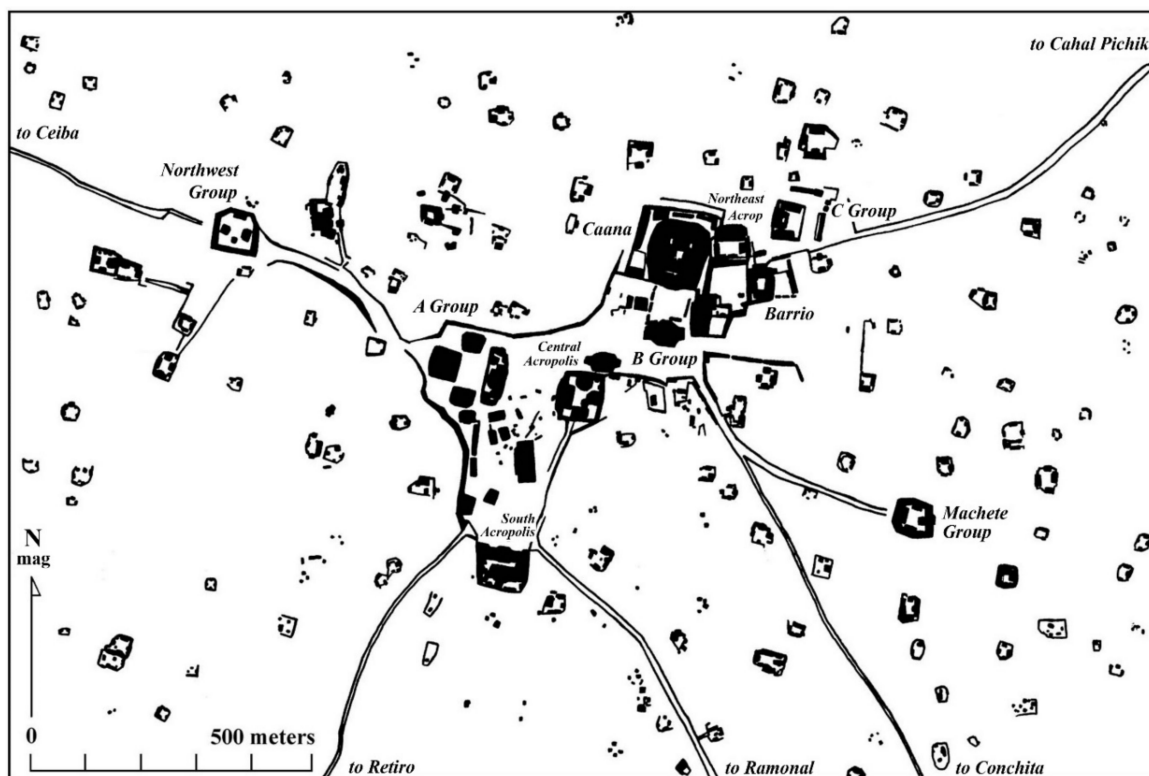 to Cahal Pichik
to Ceiba
Northwest
Group
Northeast
Acrop
C Group
Caana
A Group
Barrio
Central
Acropolis
B Group
South
Acropolis
Machete
Group
N
mag
0
500 meters
to Retiro
to Ramonal
to Conchita